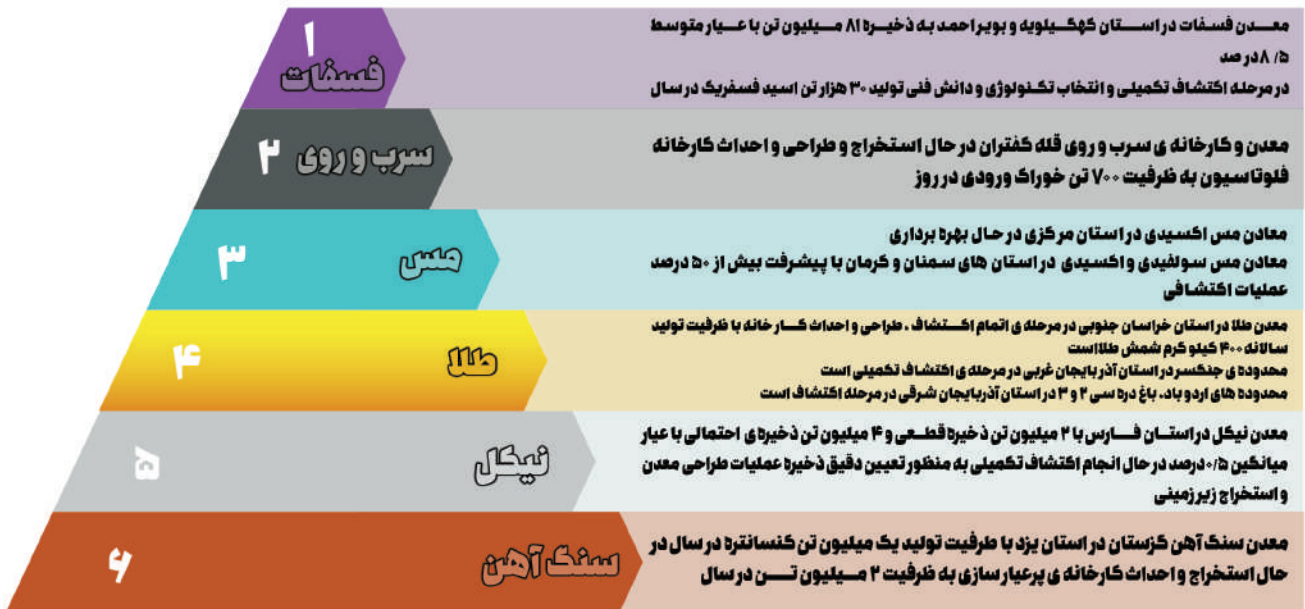 ۱
فسفات
معدن فسفات در استان کهگیلویه و بویراحمد به ذخیره ۸۱ میلیون تن با عیار متوسط
۸/۵ درصد
در مرحله اکتشاف تکمیلی و انتخاب تکنولوژی و دانش فنی تولید ۳۰ هزار تن اسید فسفریک در سال
سرب و روی ۲
معدن و کارخانه ی سرب و روی قله کفتران در حال استخراج و طراحی و احداث کارخانه
فلوتاسیون به ظرفیت ۷۰۰ تن خوراک ورودی در روز
مس ۳
معادن مس اکسیدی در استان مرکزی در حال بهره برداری
معادن مس سولفیدی و اکسیدی در استان های سمنان و کرمان با پیشرفت بیش از ۵۰ درصد
عملیات اکتشافی
طلا ۴
معدن طلا در استان خراسان جنوبی در مرحله ی اتمام اکتشاف ، طراحی و احداث کار خانه با ظرفیت تولید
سالانه ۴۰۰ کیلو گرم شمش طلااست
محدوده ی جنگسر در استان آذربایجان غربی در مرحله ی اکتشاف تکمیلی است
محدوده های اردو باد. باغ دره سی ۲ و ۳ در استان آذربایجان شرقی در مرحله اکتشاف است
نیکل ۵
معدن نیکل در استان فارس با ۲ میلیون تن ذخیره قطعی و ۴ میلیون تن ذخیره ی احتمالی با عیار
میانگین ۰/۵ درصد در حال انجام اکتشاف تکمیلی به منظور تعیین دقیق ذخیره عملیات طراحی معدن
و استخراج زیر زمینی
سنگ آهن ۶
معدن سنگ آهن گزستان در استان یزد با ظرفیت تولید یک میلیون تن کنسانتره در سال در
حال استخراج و احداث کارخانه ی پرعیار سازی به ظرفیت ۲ میلیون تن در سال